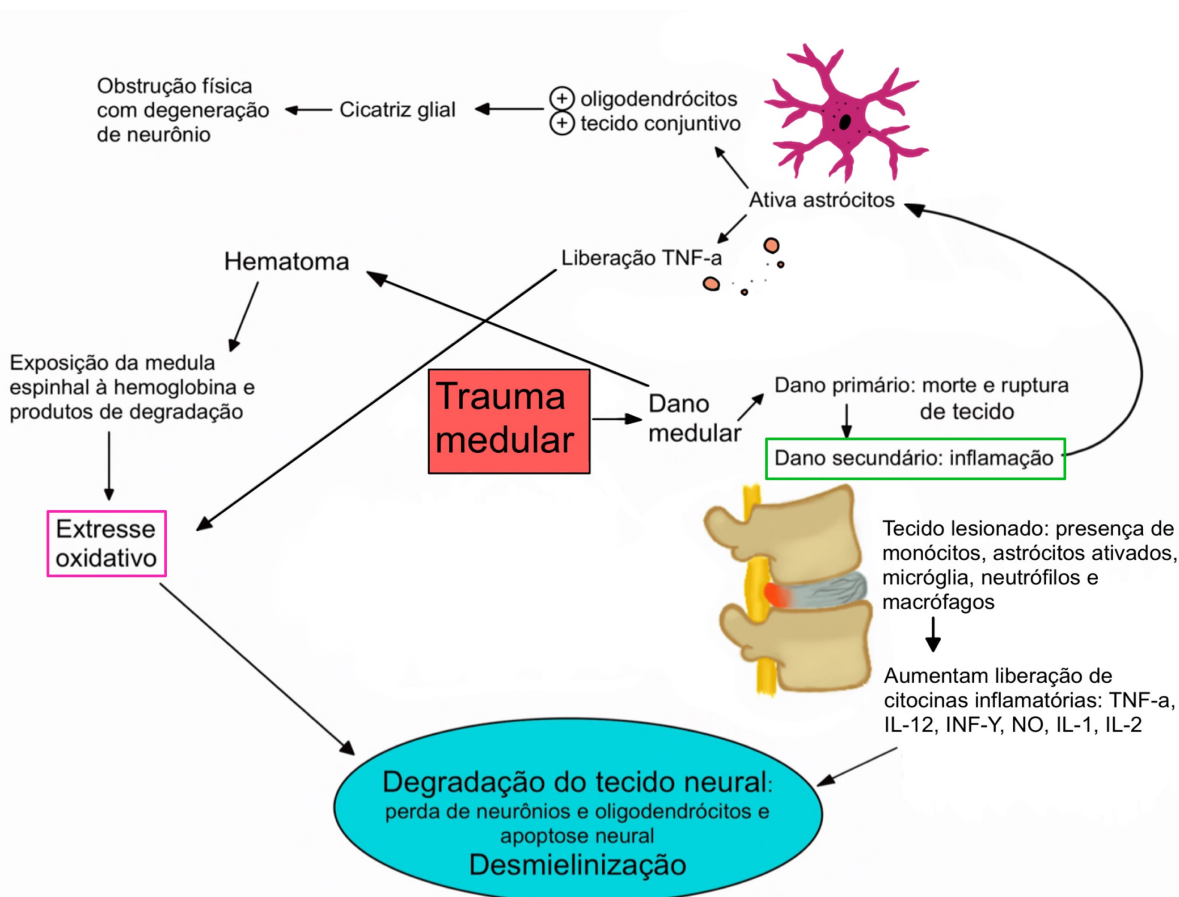 Obstrução física
com degeneração
de neurônio
Cicatriz glial
+ oligodendrócitos
+ tecido conjuntivo
Ativa astrócitos
Liberação TNF-a
Hematoma
Exposição da medula
espinhal à hemoglobina e
produtos de degradação
Trauma
medular
Dano
medular
Dano primário: morte e ruptura
de tecido
Dano secundário: inflamação
Extresse
oxidativo
Tecido lesionado: presença de
monócitos, astrócitos ativados,
micróglia, neutrófilos e
macrófagos
Aumentam liberação de
citocinas inflamatórias: TNF-a,
IL-12, INF-Y, NO, IL-1, IL-2
Degradação do tecido neural:
perda de neurônios e oligodendrócitos e
apoptose neural
Desmielinização